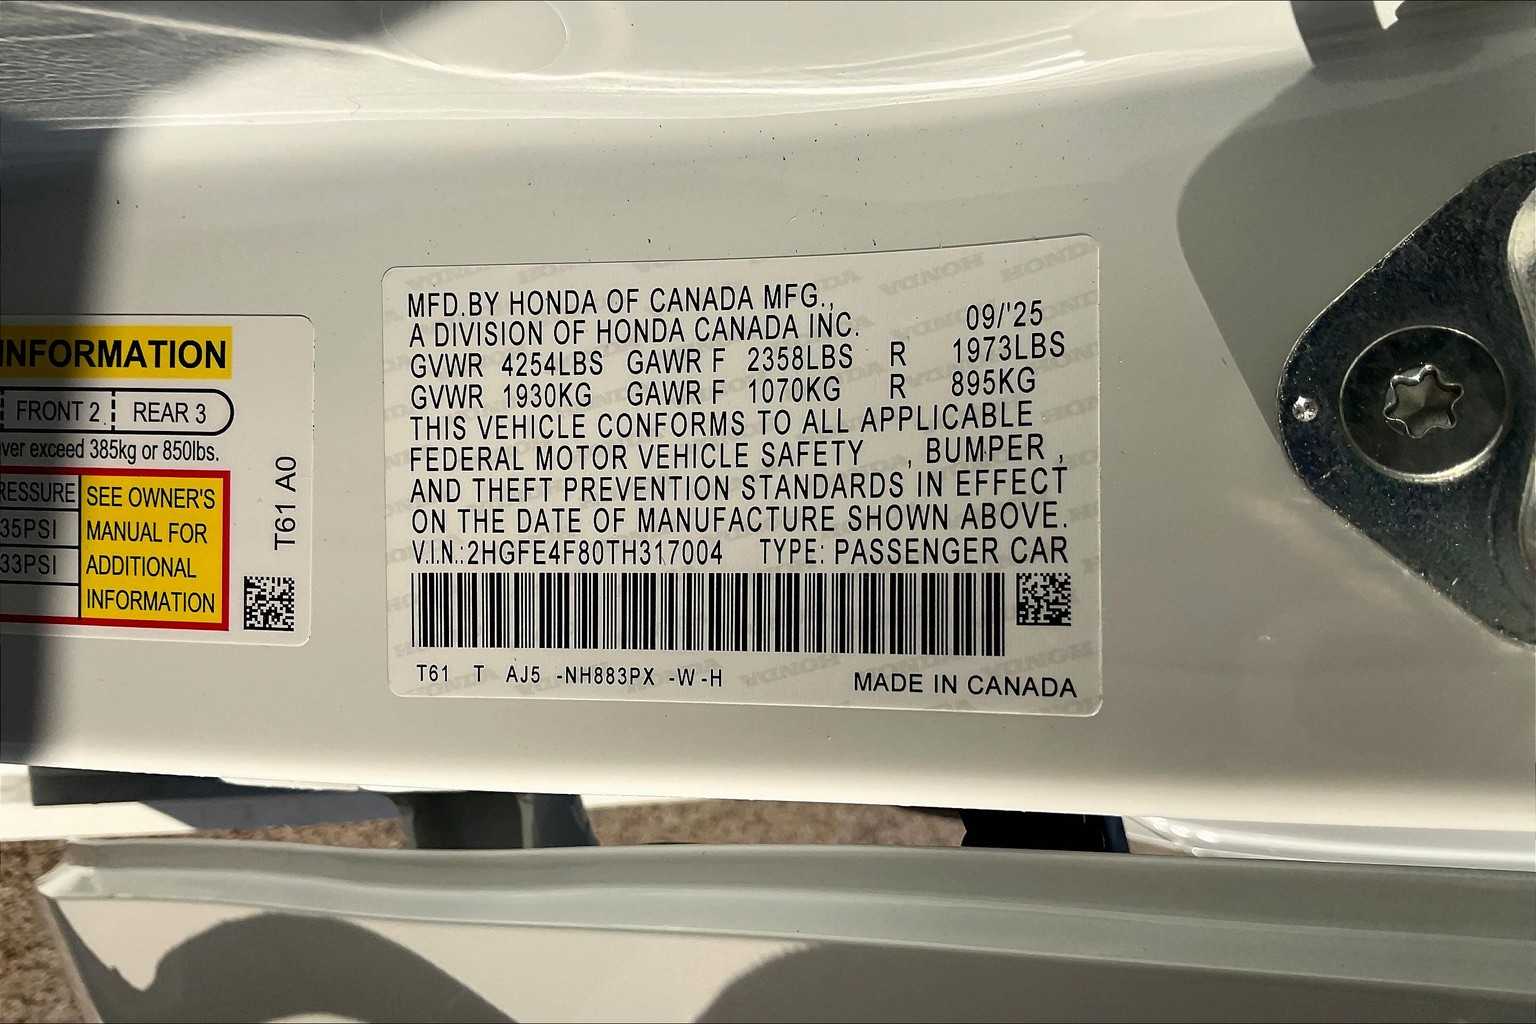 INFORMATION
FRONT 2 REAR 3
ver exceed 385kg or 850lbs.
RESSURE SEE OWNER'S
35PSI MANUAL FOR
33PSI ADDITIONAL
INFORMATION
T61 A0
MFD.BY HONDA OF CANADA MFG.,
A DIVISION OF HONDA CANADA INC. 09/'25
GVWR 4254LBS GAWR F 2358LBS R 1973LBS
GVWR 1930KG GAWR F 1070KG R 895KG
THIS VEHICLE CONFORMS TO ALL APPLICABLE
FEDERAL MOTOR VEHICLE SAFETY , BUMPER ,
AND THEFT PREVENTION STANDARDS IN EFFECT
ON THE DATE OF MANUFACTURE SHOWN ABOVE.
V.I.N.:2HGFE4F80TH317004 TYPE: PASSENGER CAR
T61 T AJ5 -NH883PX -W -H MADE IN CANADA